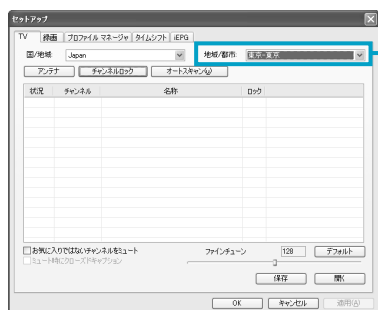 セットアップ
TV 録画 プロファイル マネージャ タイムシフト iEPG
国/地域: Japan 地域/都市: 東京-東京
アンテナ チャンネルロック オートスキャン(U)
状況 チャンネル 名称 ロック
お気に入りではないチャンネルをミュート ファインチューン 128 デフォルト
ミュート時にクローズドキャプション
保存 開く
OK キャンセル 適用(A)